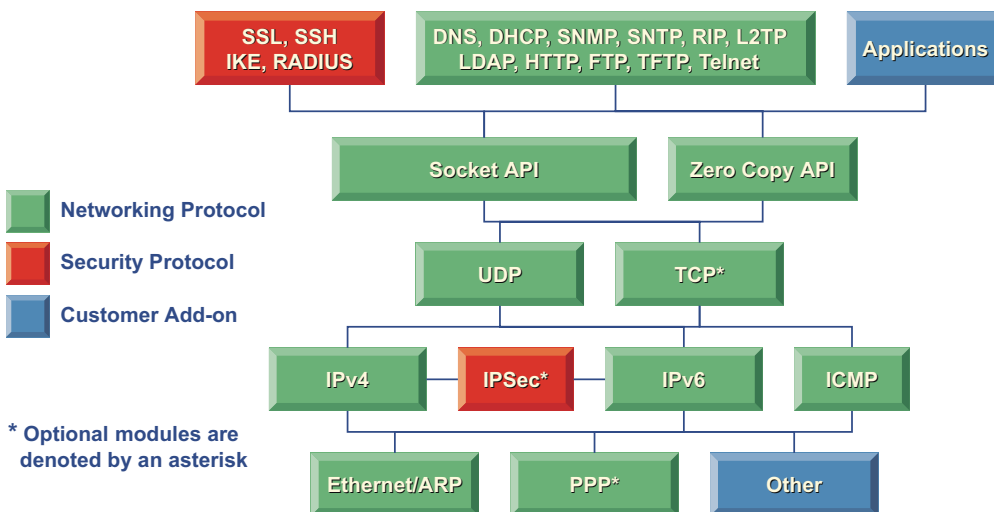 SSL, SSH
IKE, RADIUS
DNS, DHCP, SNMP, SNTP, RIP, L2TP
LDAP, HTTP, FTP, TFTP, Telnet
Applications
Socket API
Zero Copy API
Networking Protocol
Security Protocol
Customer Add-on
UDP
TCP*
IPv4
IPSec*
IPv6
ICMP
* Optional modules are
denoted by an asterisk
Ethernet/ARP
PPP*
Other